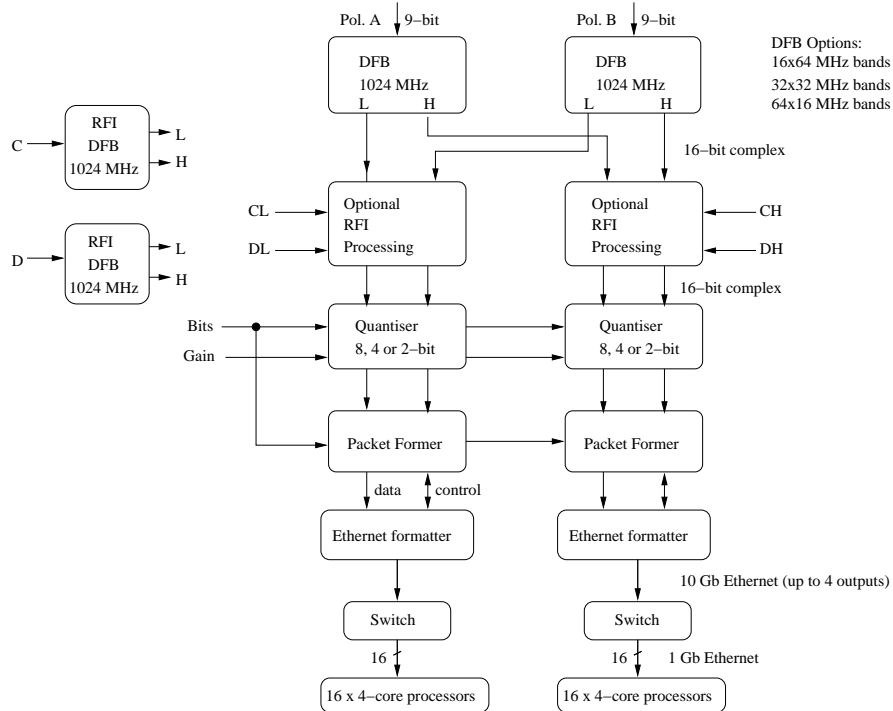 Pol. A
9−bit
Pol. B
9−bit
DFB
1024 MHz
L
H
DFB
1024 MHz
L
H
DFB Options:
16x64 MHz bands
32x32 MHz bands
64x16 MHz bands
C
RFI
DFB
1024 MHz
L
H
16−bit complex
CL
DL
Optional
RFI
Processing
Optional
RFI
Processing
CH
DH
D
RFI
DFB
1024 MHz
L
H
16−bit complex
Bits
Gain
Quantiser
8, 4 or 2−bit
Quantiser
8, 4 or 2−bit
Packet Former
Packet Former
data
control
Ethernet formatter
Ethernet formatter
10 Gb Ethernet (up to 4 outputs)
Switch
Switch
16
16
1 Gb Ethernet
16 x 4−core processors
16 x 4−core processors